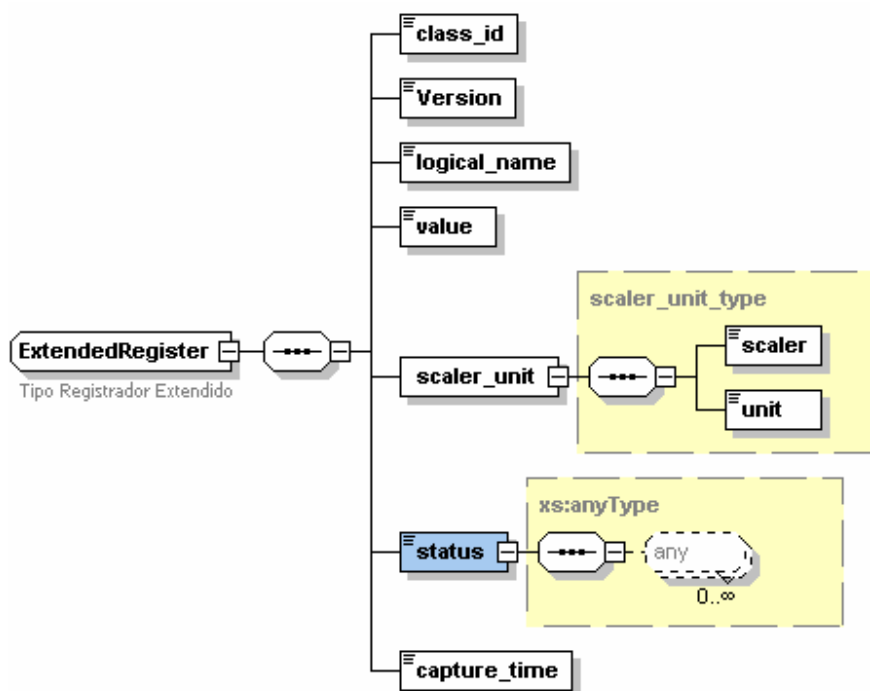 class_id
Version
logical_name
value
scaler_unit_type
scaler
ExtendedRegister
Tipo Registrador Extendido
scaler_unit
unit
xs:anyType
status
any
0..∞
capture_time